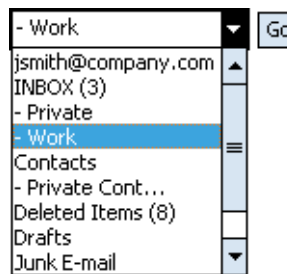 - Work Go
jsmith@company.com
INBOX (3)
- Private
- Work
Contacts
- Private Cont...
Deleted Items (8)
Drafts
Junk E-mail